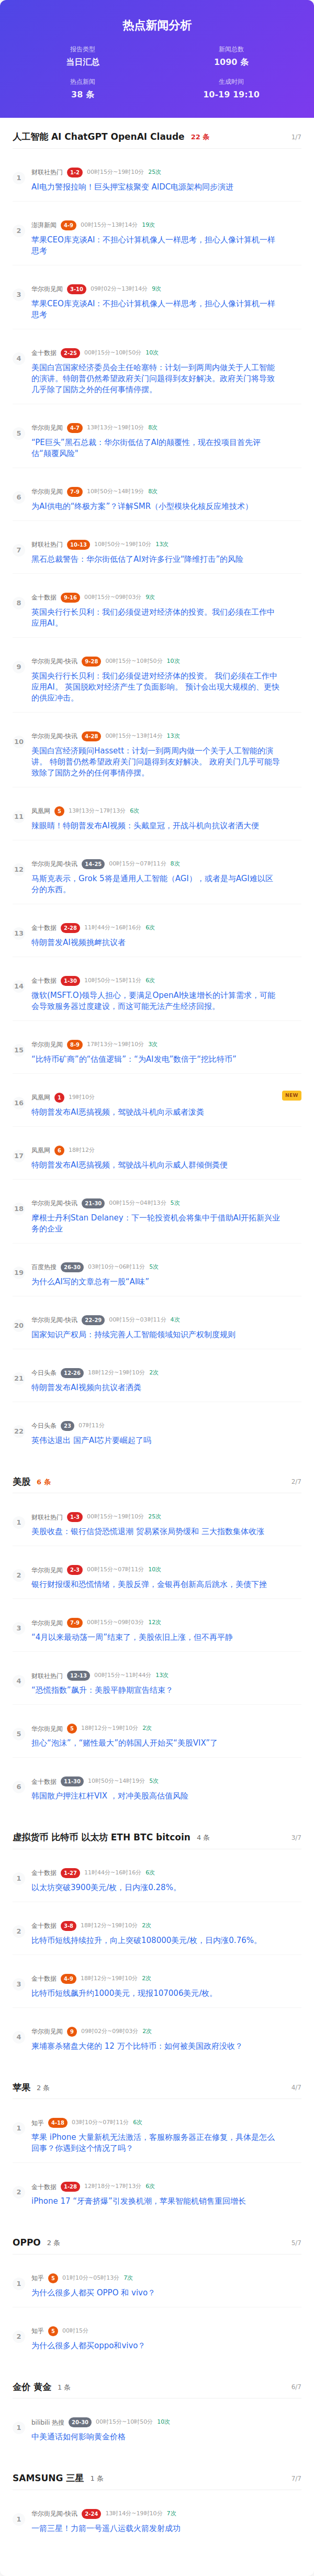 热点新闻分析
报告类型
新闻总数
当日汇总
1090 条
热点新闻
生成时间
38 条
10-19 19:10
人工智能 AI ChatGPT OpenAI Claude 22 条 1/7
1 财联社热门 1-2 00时15分~19时10分 25次
AI电力警报拉响！巨头押宝核聚变 AIDC电源架构同步演进
2 澎湃新闻 4-9 00时15分~13时14分 19次
苹果CEO库克谈AI：不担心计算机像人一样思考，担心人像计算机一样
思考
3 华尔街见闻 3-10 09时02分~13时14分 9次
苹果CEO库克谈AI：不担心计算机像人一样思考，担心人像计算机一样
思考
4 金十数据 2-25 00时15分~10时50分 10次
美国白宫国家经济委员会主任哈塞特：计划一到两周内做关于人工智能
的演讲。特朗普仍然希望政府关门问题得到友好解决。政府关门将导致
几乎除了国防之外的任何事情停摆。
5 华尔街见闻 4-7 13时13分~19时10分 8次
“PE巨头”黑石总裁：华尔街低估了AI的颠覆性，现在投项目首先评
估“颠覆风险”
6 华尔街见闻 7-9 10时50分~14时19分 8次
为AI供电的“终极方案”？详解SMR（小型模块化核反应堆技术）
7 财联社热门 10-13 10时50分~19时10分 13次
黑石总裁警告：华尔街低估了AI对许多行业“降维打击”的风险
8 金十数据 9-16 00时15分~09时03分 9次
英国央行行长贝利：我们必须促进对经济体的投资。我们必须在工作中
应用AI。
9 华尔街见闻-快讯 9-28 00时15分~10时50分 10次
英国央行行长贝利：我们必须促进对经济体的投资。 我们必须在工作中
应用AI。 英国脱欧对经济产生了负面影响。 预计会出现大规模的、更快
的供应冲击。
10 华尔街见闻-快讯 4-28 00时15分~13时14分 13次
美国白宫经济顾问Hassett：计划一到两周内做一个关于人工智能的演
讲。 特朗普仍然希望政府关门问题得到友好解决。 政府关门几乎可能导
致除了国防之外的任何事情停摆。
11 凤凰网 5 13时13分~17时13分 6次
辣眼睛！特朗普发布AI视频：头戴皇冠，开战斗机向抗议者洒大便
12 华尔街见闻-快讯 14-25 00时15分~07时11分 8次
马斯克表示，Grok 5将是通用人工智能（AGI），或者是与AGI难以区
分的东西。
13 金十数据 2-28 11时44分~16时16分 6次
特朗普发AI视频挑衅抗议者
14 金十数据 1-30 10时50分~15时11分 6次
微软(MSFT.O)领导人担心，要满足OpenAI快速增长的计算需求，可能
会导致服务器过度建设，而这可能无法产生经济回报。
15 华尔街见闻 8-9 17时13分~19时10分 3次
“比特币矿商”的“估值逻辑”：“为AI发电”数倍于“挖比特币”
16 凤凰网 1 19时10分 NEW
特朗普发布AI恶搞视频，驾驶战斗机向示威者泼粪
17 凤凰网 6 18时12分
特朗普发布AI恶搞视频，驾驶战斗机向示威人群倾倒粪便
18 华尔街见闻-快讯 21-30 00时15分~04时13分 5次
摩根士丹利Stan Delaney：下一轮投资机会将集中于借助AI开拓新兴业
务的企业
19 百度热搜 26-30 03时10分~06时11分 5次
为什么AI写的文章总有一股“AI味”
20 华尔街见闻-快讯 22-29 00时15分~03时11分 4次
国家知识产权局：持续完善人工智能领域知识产权制度规则
21 今日头条 12-26 18时12分~19时10分 2次
特朗普发布AI视频向抗议者洒粪
22 今日头条 23 07时11分
英伟达退出 国产AI芯片要崛起了吗
美股 6 条 2/7
1 财联社热门 1-3 00时15分~19时10分 25次
美股收盘：银行信贷恐慌退潮 贸易紧张局势缓和 三大指数集体收涨
2 华尔街见闻 2-3 00时15分~07时11分 10次
银行财报缓和恐慌情绪，美股反弹，金银再创新高后跳水，美债下挫
3 华尔街见闻 7-9 00时15分~09时03分 12次
“4月以来最动荡一周”结束了，美股依旧上涨，但不再平静
4 财联社热门 12-13 00时15分~11时44分 13次
“恐慌指数”飙升：美股平静期宣告结束？
5 华尔街见闻 5 18时12分~19时10分 2次
担心“泡沫”，“赌性最大”的韩国人开始买“美股VIX”了
6 金十数据 11-30 10时50分~14时19分 5次
韩国散户押注杠杆VIX ，对冲美股高估值风险
虚拟货币 比特币 以太坊 ETH BTC bitcoin 4 条 3/7
1 金十数据 1-27 11时44分~16时16分 6次
以太坊突破3900美元/枚，日内涨0.28%。
2 金十数据 3-8 18时12分~19时10分 2次
比特币短线持续拉升，向上突破108000美元/枚，日内涨0.76%。
3 金十数据 4-9 18时12分~19时10分 2次
比特币短线飙升约1000美元，现报107006美元/枚。
4 华尔街见闻 9 09时02分~09时03分 2次
柬埔寨杀猪盘大佬的 12 万个比特币：如何被美国政府没收？
苹果 2 条 4/7
1 知乎 4-18 03时10分~07时11分 6次
苹果 iPhone 大量新机无法激活，客服称服务器正在修复，具体是怎么
回事？你遇到这个情况了吗？
2 金十数据 1-28 12时18分~17时13分 6次
iPhone 17 “牙膏挤爆”引发换机潮，苹果智能机销售重回增长
OPPO 2 条 5/7
1 知乎 5 01时10分~05时13分 7次
为什么很多人都买 OPPO 和 vivo？
2 知乎 5 00时15分
为什么很多人都买oppo和vivo？
金价 黄金 1 条 6/7
1 bilibili 热搜 20-30 00时15分~10时50分 10次
中美通话如何影响黄金价格
SAMSUNG 三星 1 条 7/7
1 华尔街见闻-快讯 2-24 13时14分~19时10分 7次
一箭三星！力箭一号遥八运载火箭发射成功